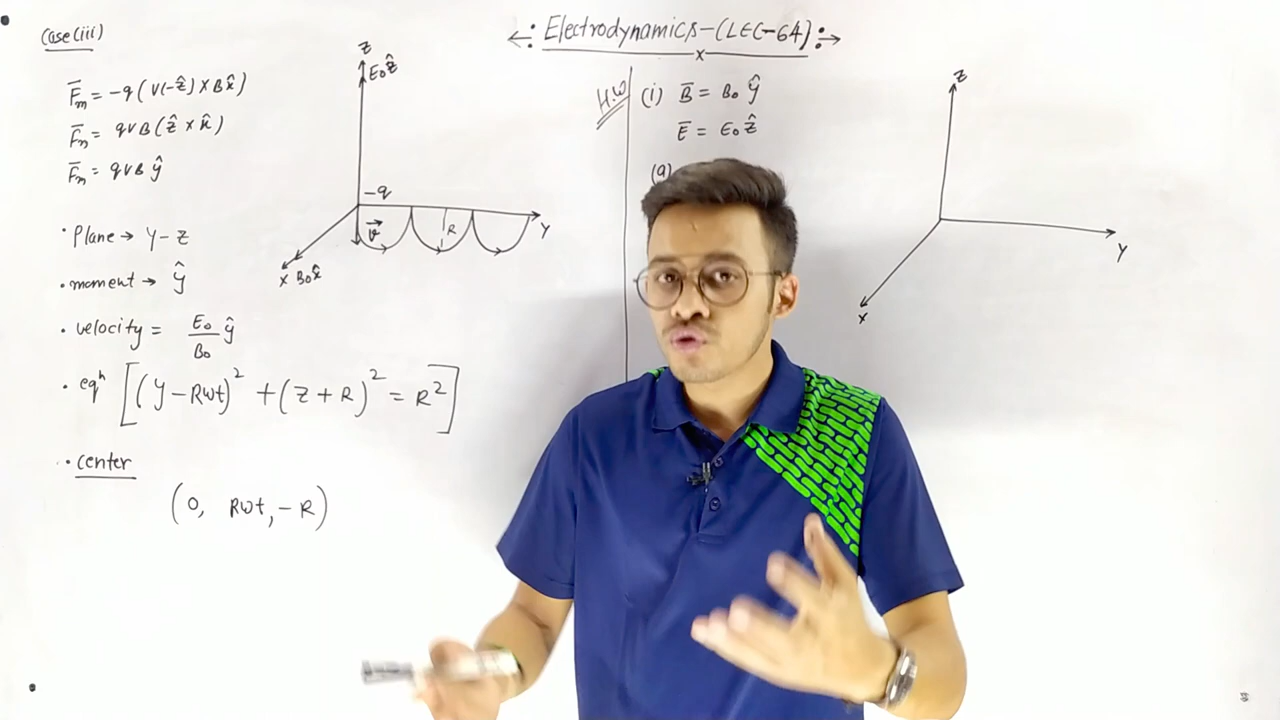 Case(iii)
←: Electrodynamics-(LEC-64) :→
x
F̄m = -q(v(-ẑ) x Bx̂)
F̄m = qvB(ẑ x x̂)
F̄m = qvB ŷ
• Plane → Y-Z
• moment → ŷ
• velocity = E₀/B₀ ŷ
• eqⁿ [(y-Rωt)² + (z+R)² = R²]
• center
(0, Rωt, -R)
Z
E₀ẑ
-q
v⃗
R
Y
X B₀x̂
H.W
(i) B̄ = B₀ ŷ
Ē = E₀ẑ
(a)
Z
Y
X